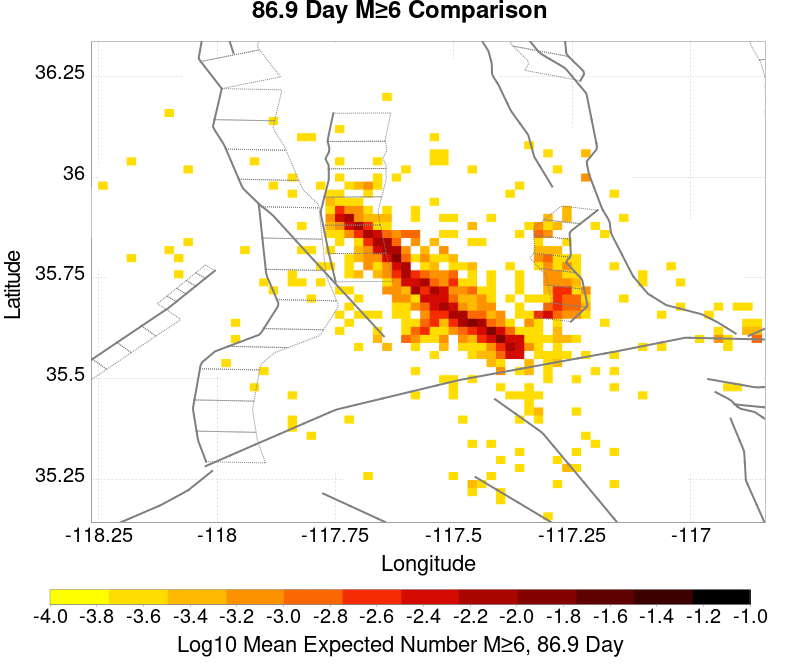 86.9 Day M≥6 Comparison
36.25
36
35.75
35.5
35.25
Latitude
-118.25 -118 -117.75 -117.5 -117.25 -117
Longitude
-4.0 -3.8 -3.6 -3.4 -3.2 -3.0 -2.8 -2.6 -2.4 -2.2 -2.0 -1.8 -1.6 -1.4 -1.2 -1.0
Log10 Mean Expected Number M≥6, 86.9 Day